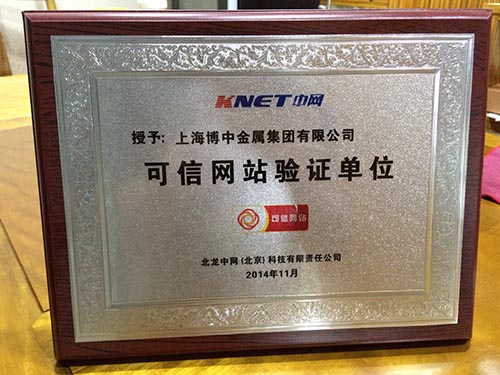 KNET中网
授予: 上海博中金属集团有限公司
可信网站验证单位
可信网站
北龙中网(北京)科技有限责任公司
2014年11月